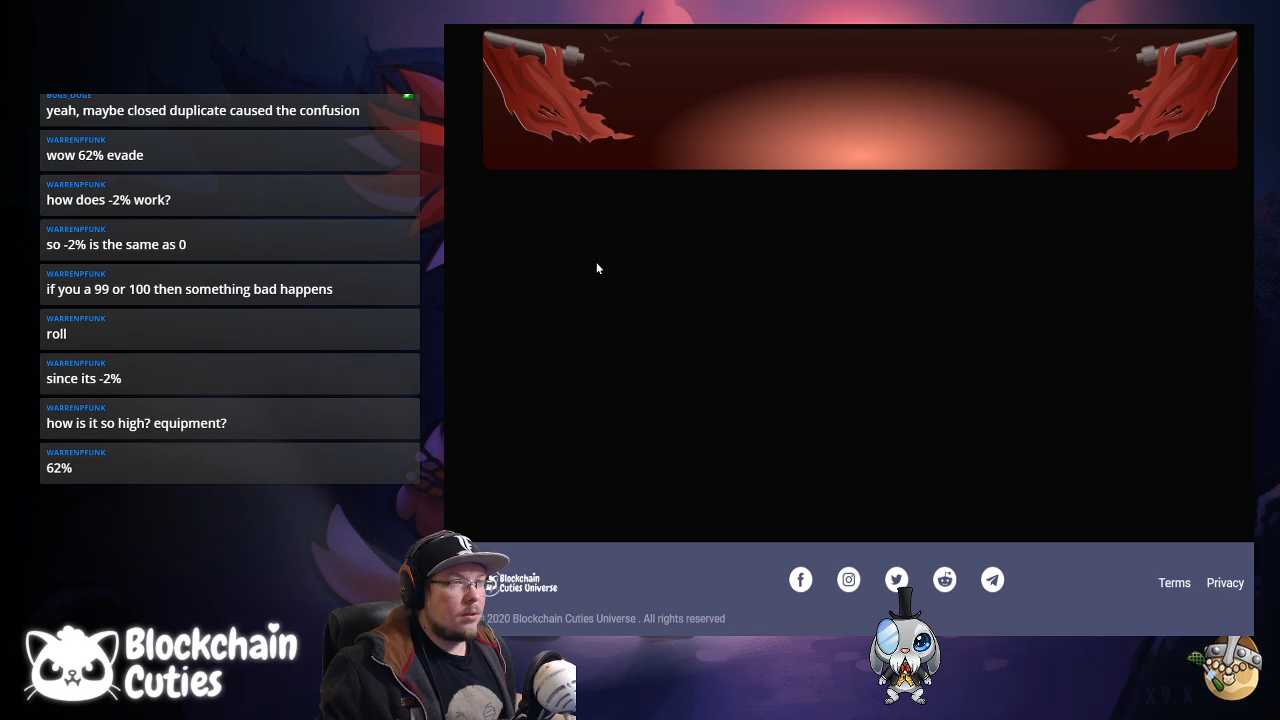 BUGS_DOGE
yeah, maybe closed duplicate caused the confusion
WARRENPFUNK
wow 62% evade
WARRENPFUNK
how does -2% work?
WARRENPFUNK
so -2% is the same as 0
WARRENPFUNK
if you a 99 or 100 then something bad happens
WARRENPFUNK
roll
WARRENPFUNK
since its -2%
WARRENPFUNK
how is it so high? equipment?
WARRENPFUNK
62%
Blockchain
Cuties Universe
Terms Privacy
2020 Blockchain Cuties Universe . All rights reserved
Blockchain
Cuties